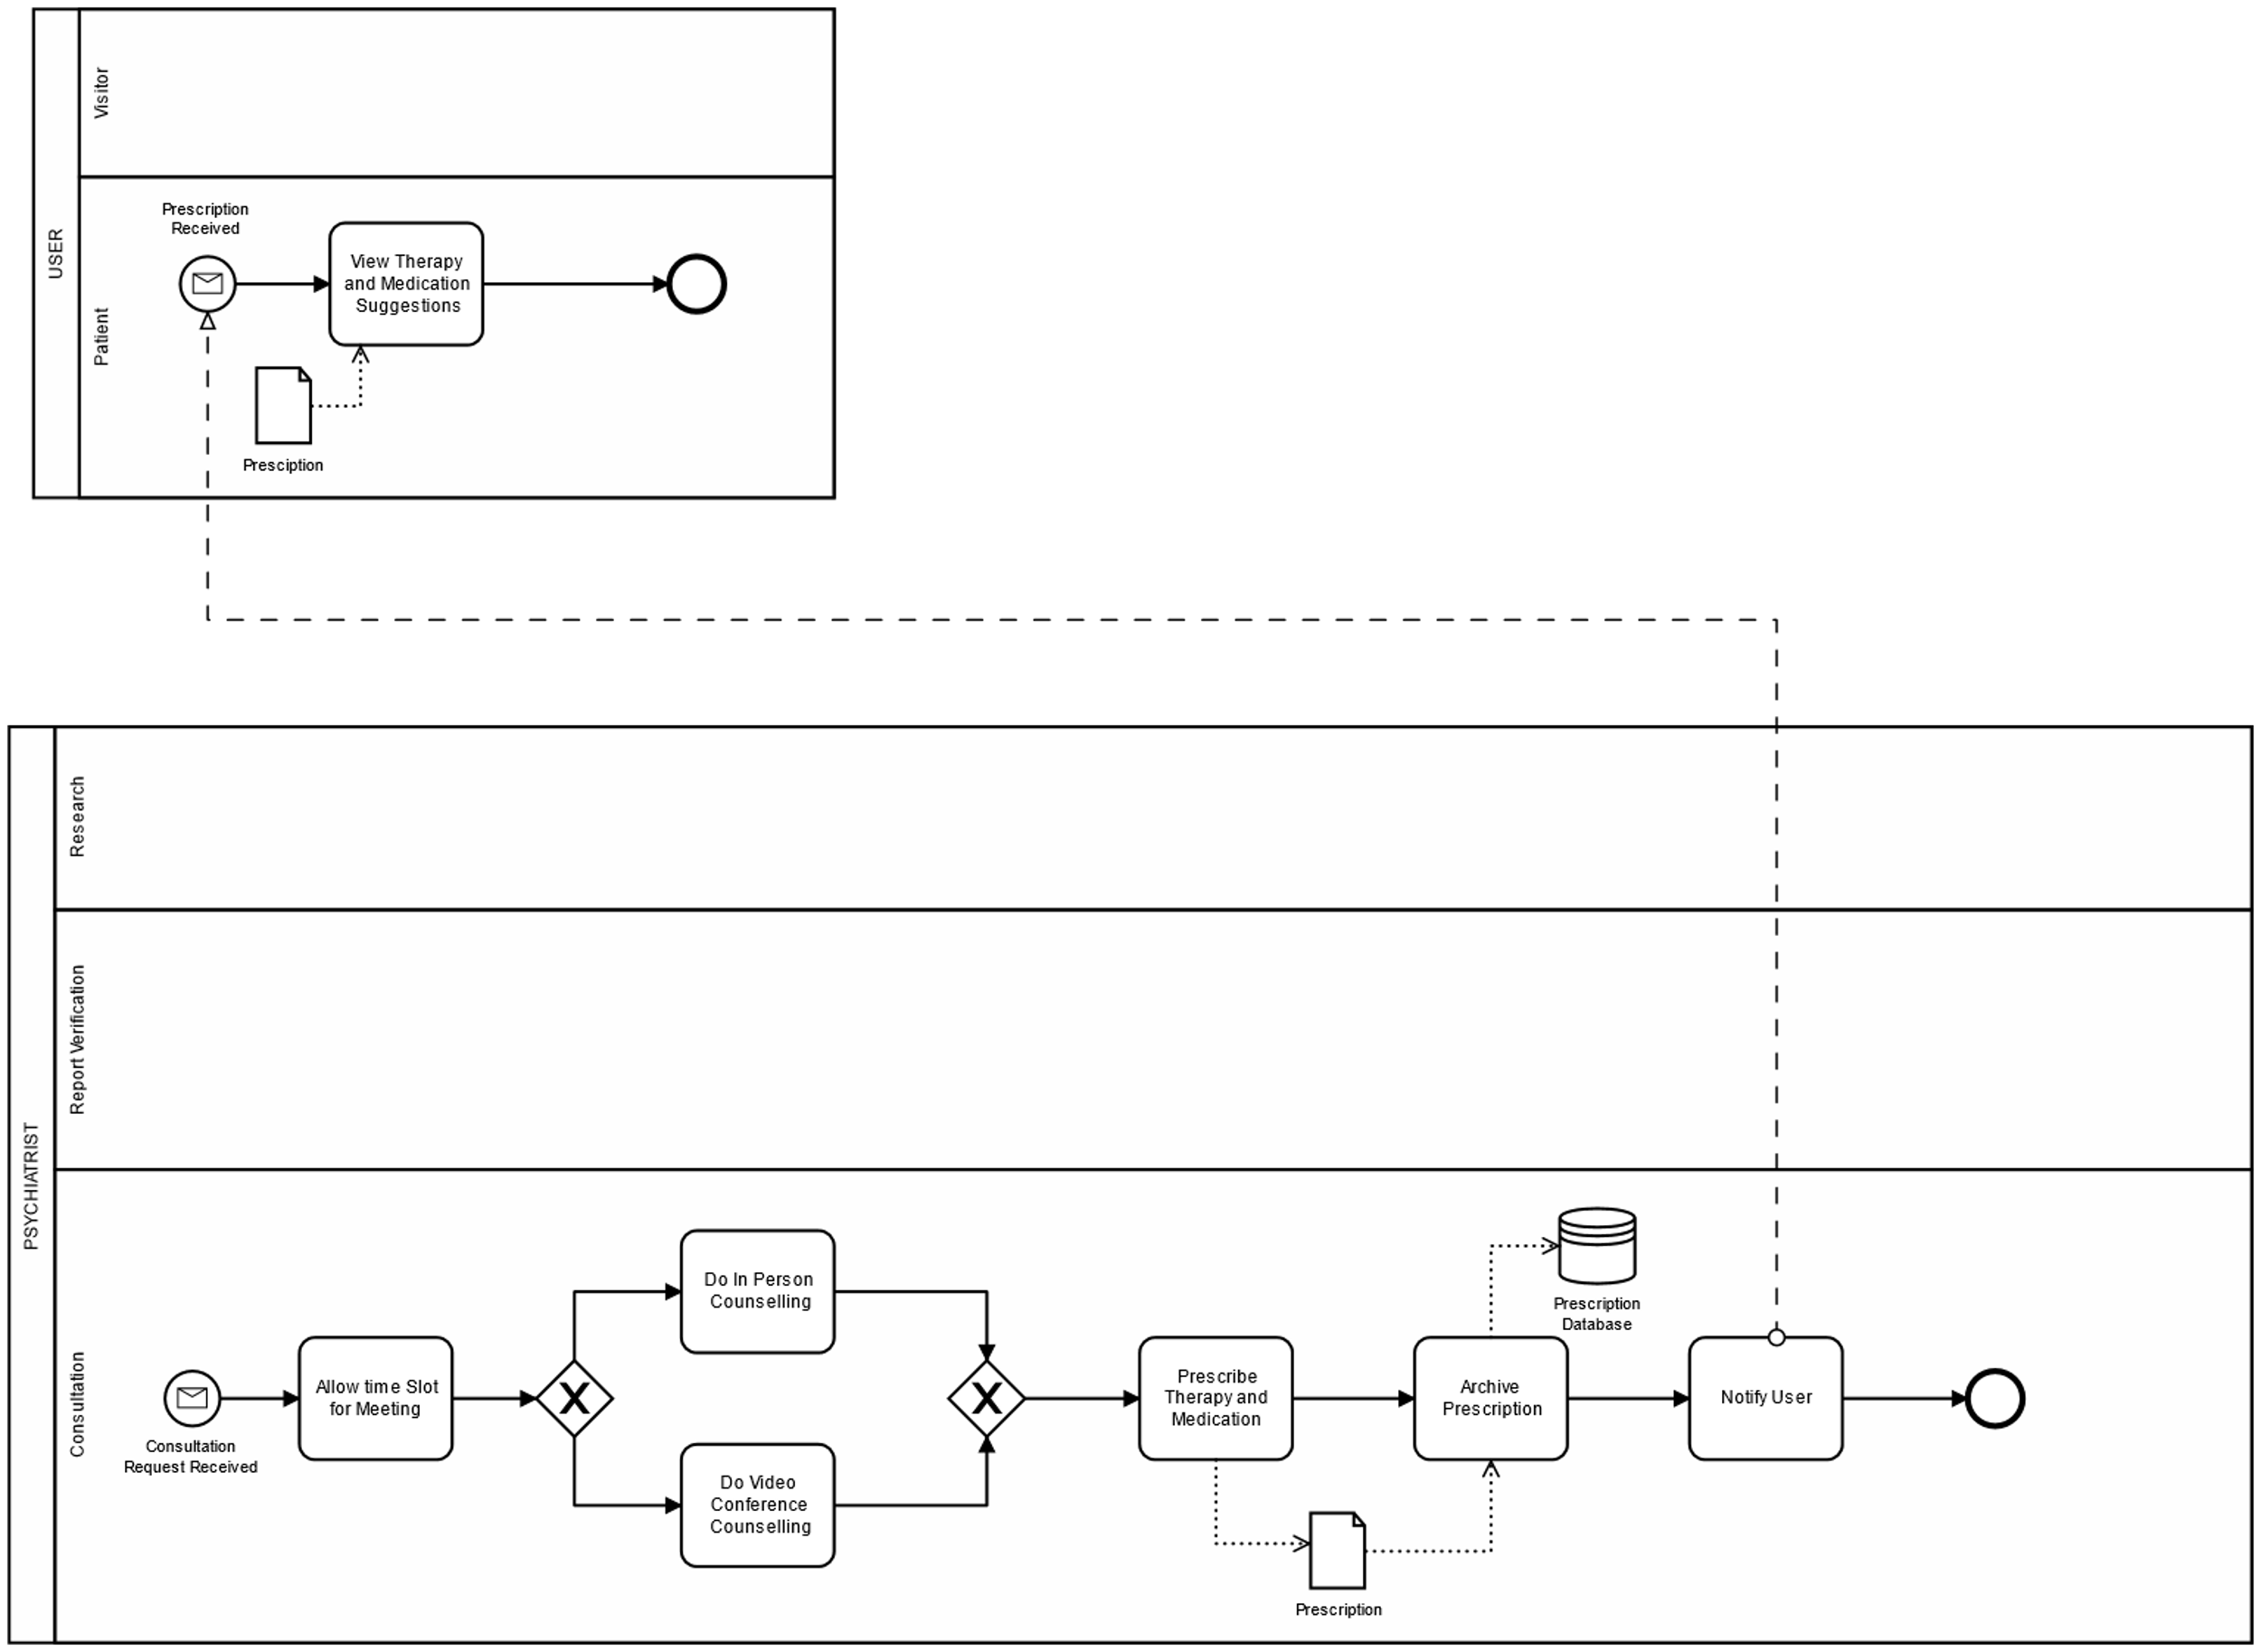 USER
Visitor
Patient
Prescription
Received
View Therapy
and Medication
Suggestions
Presciption
PSYCHIATRIST
Research
Report Verification
Consultation
Consultation
Request Received
Allow time Slot
for Meeting
X
Do In Person
Counselling
Do Video
Conference
Counselling
X
Prescribe
Therapy and
Medication
Prescription
Archive
Prescription
Prescription
Database
Notify User